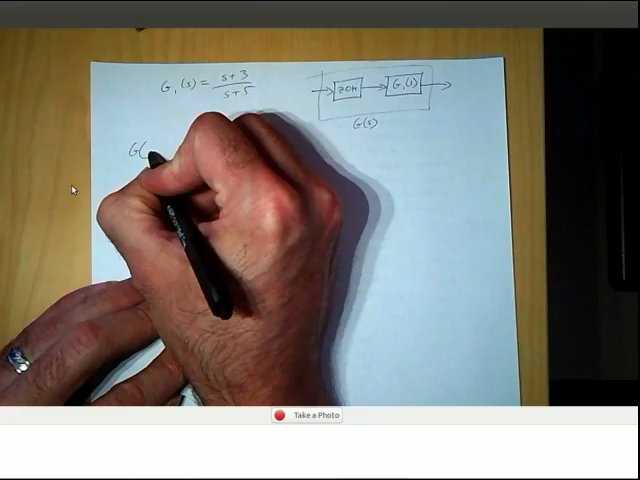 G₁(s) = s+3 / s+5
ZOH
G₁(s)
G(s)
G(
Take a Photo